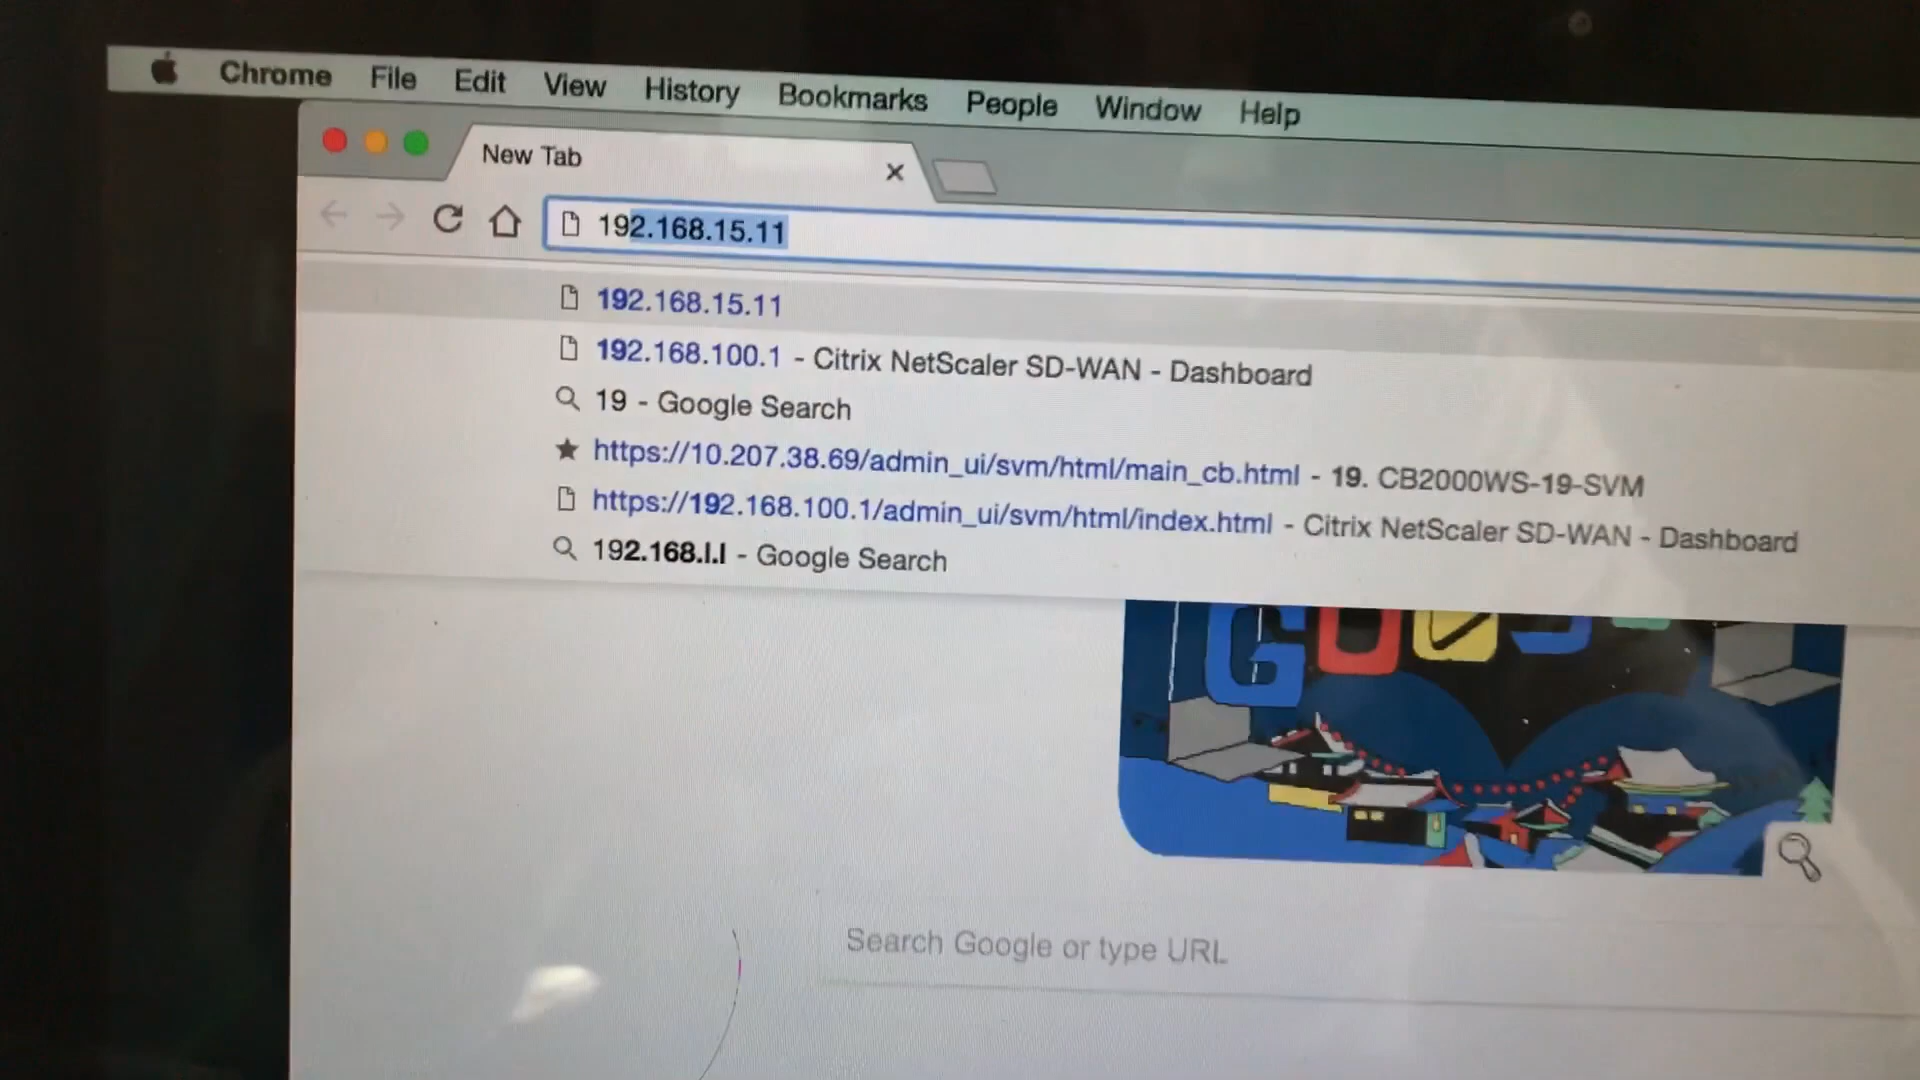 Chrome File Edit View History Bookmarks People Window Help
New Tab
192.168.15.11
192.168.15.11
192.168.100.1 - Citrix NetScaler SD-WAN - Dashboard
19 - Google Search
https://10.207.38.69/admin_ui/svm/html/main_cb.html - 19. CB2000WS-19-SVM
https://192.168.100.1/admin_ui/svm/html/index.html - Citrix NetScaler SD-WAN - Dashboard
192.168.l.l - Google Search
Search Google or type URL